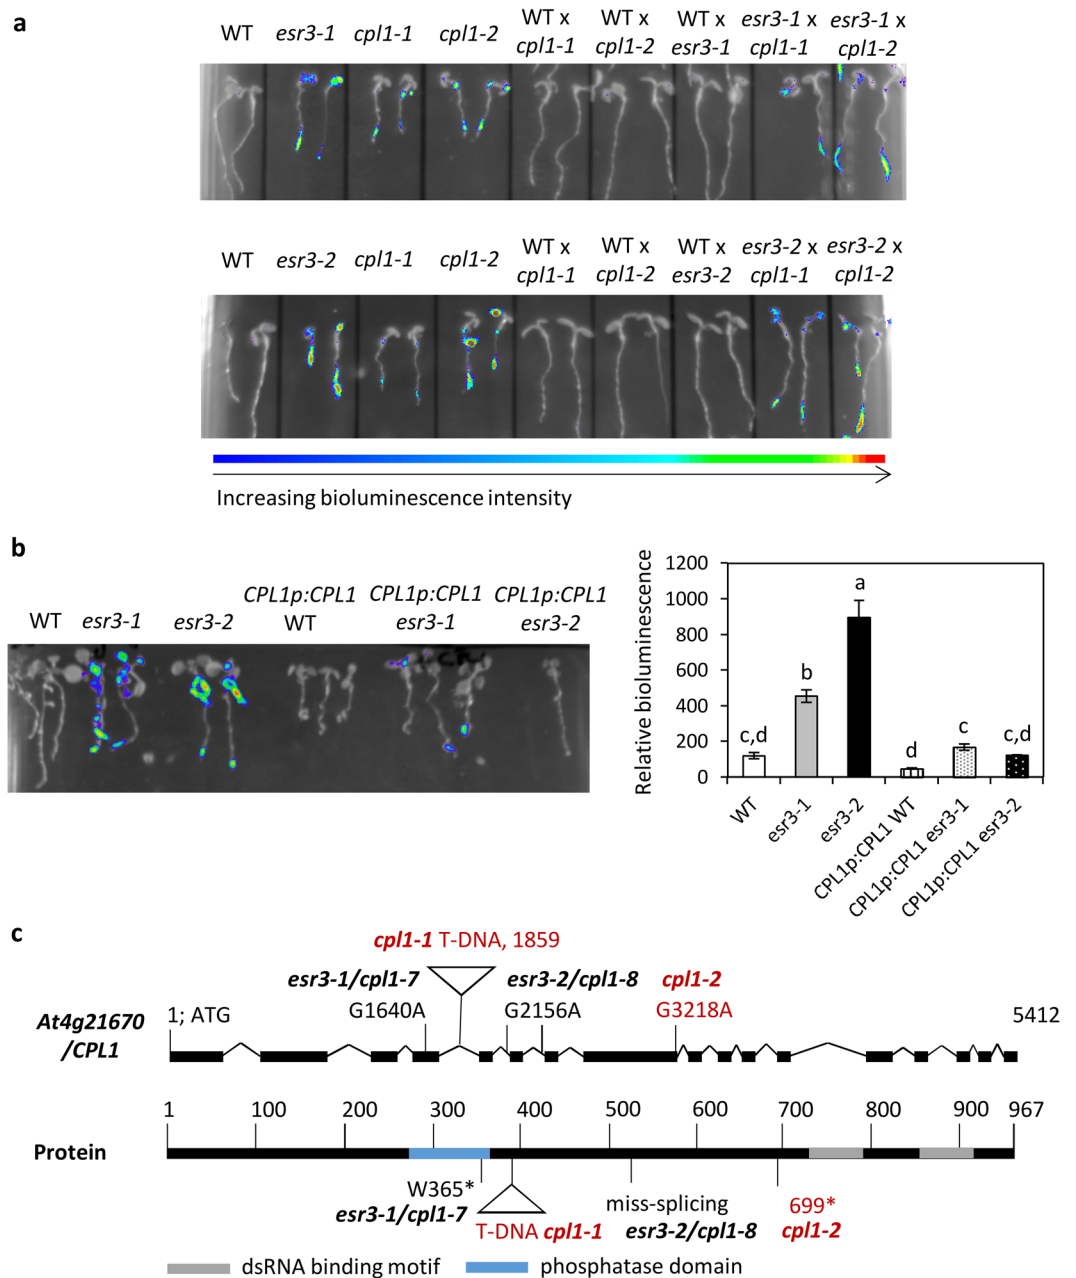 a
WT
esr3-1
cpl1-1
cpl1-2
WT x
cpl1-1
WT x
cpl1-2
WT x
esr3-1
esr3-1 x
cpl1-1
esr3-1 x
cpl1-2
WT
esr3-2
cpl1-1
cpl1-2
WT x
cpl1-1
WT x
cpl1-2
WT x
esr3-2
esr3-2 x
cpl1-1
esr3-2 x
cpl1-2
Increasing bioluminescence intensity
b
WT
esr3-1
esr3-2
CPL1p:CPL1
WT
CPL1p:CPL1
esr3-1
CPL1p:CPL1
esr3-2
Relative bioluminescence
1200
1000
800
600
400
200
0
c,d
b
a
d
c
c,d
WT
esr3-1
esr3-2
CPL1p:CPL1 WT
CPL1p:CPL1 esr3-1
CPL1p:CPL1 esr3-2
c
cpl1-1 T-DNA, 1859
esr3-1/cpl1-7
esr3-2/cpl1-8
cpl1-2
1; ATG
G1640A
G2156A
G3218A
5412
At4g21670
/CPL1
1 100 200 300 400 500 600 700 800 900 967
Protein
W365*
esr3-1/cpl1-7
T-DNA cpl1-1
miss-splicing
esr3-2/cpl1-8
699*
cpl1-2
dsRNA binding motif
phosphatase domain